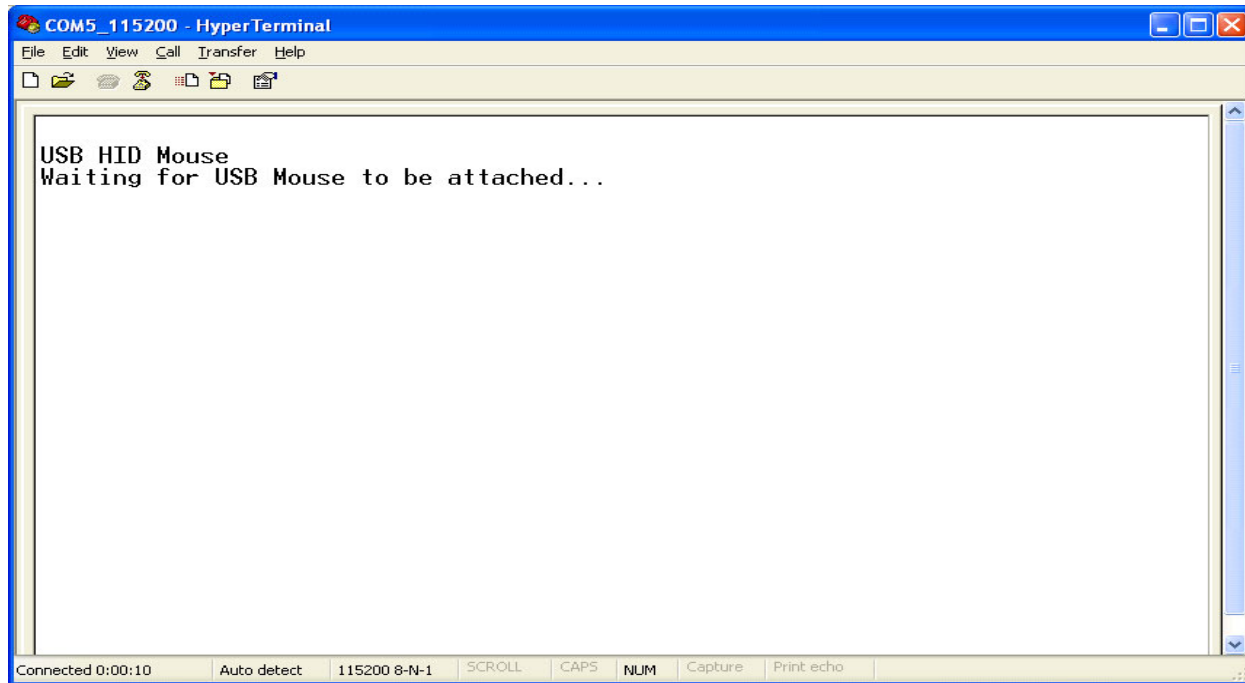 COM5_115200 - HyperTerminal
File Edit View Call Transfer Help
USB HID Mouse
Waiting for USB Mouse to be attached...
Connected 0:00:10 Auto detect 115200 8-N-1 SCROLL CAPS NUM Capture Print echo